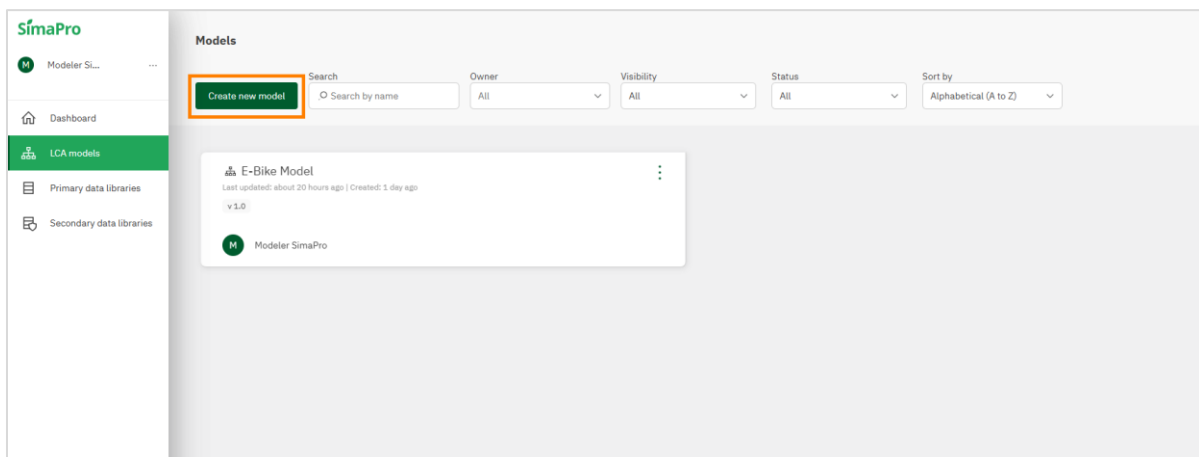 SimaPro
M Modeler Si... ...
Dashboard
LCA models
Primary data libraries
Secondary data libraries
Models
Create new model
Search
Search by name
Owner
All
Visibility
All
Status
All
Sort by
Alphabetical (A to Z)
E-Bike Model
Last updated: about 20 hours ago | Created: 1 day ago
v 1.0
M Modeler SimaPro